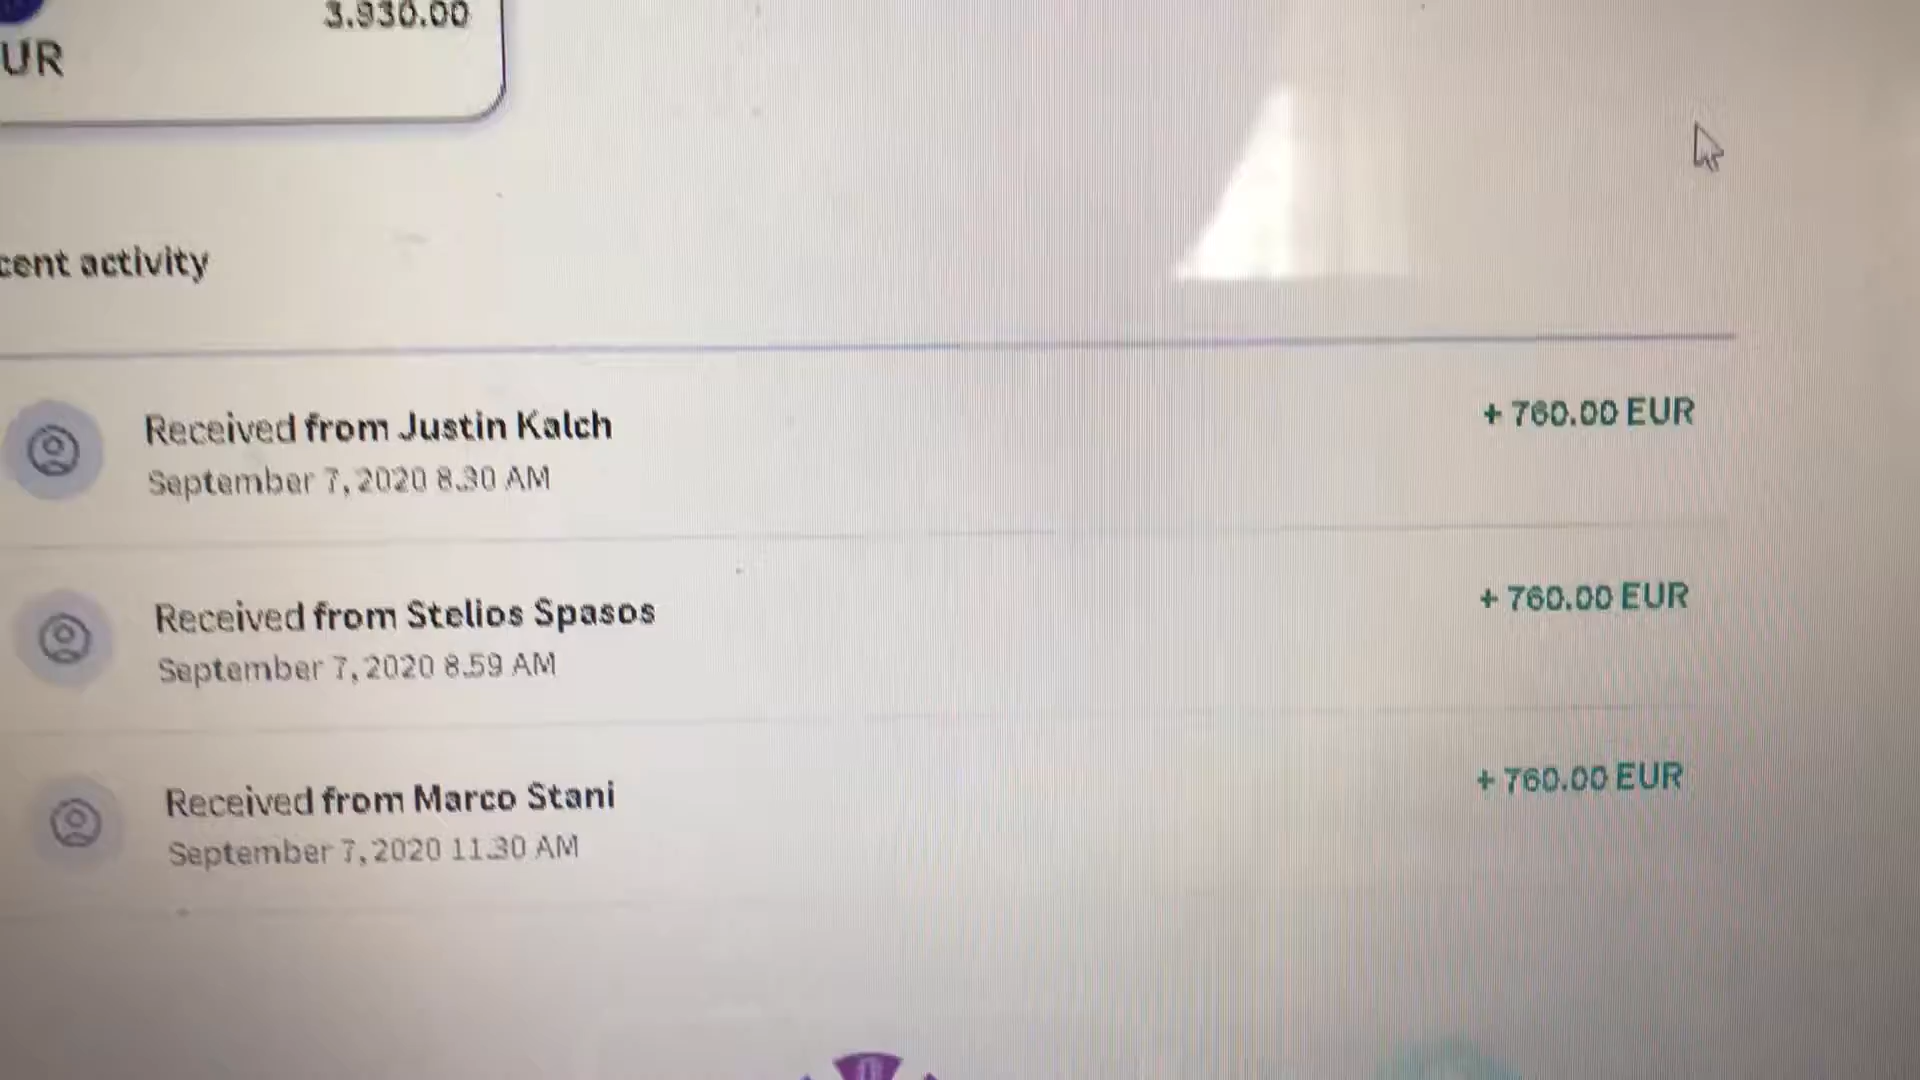 3.930.00
UR
cent activity
Received from Justin Kalch
+ 760.00 EUR
September 7, 2020 8.30 AM
Received from Stelios Spasos
+ 760.00 EUR
September 7, 2020 8.59 AM
Received from Marco Stani
+ 760.00 EUR
September 7, 2020 11.30 AM